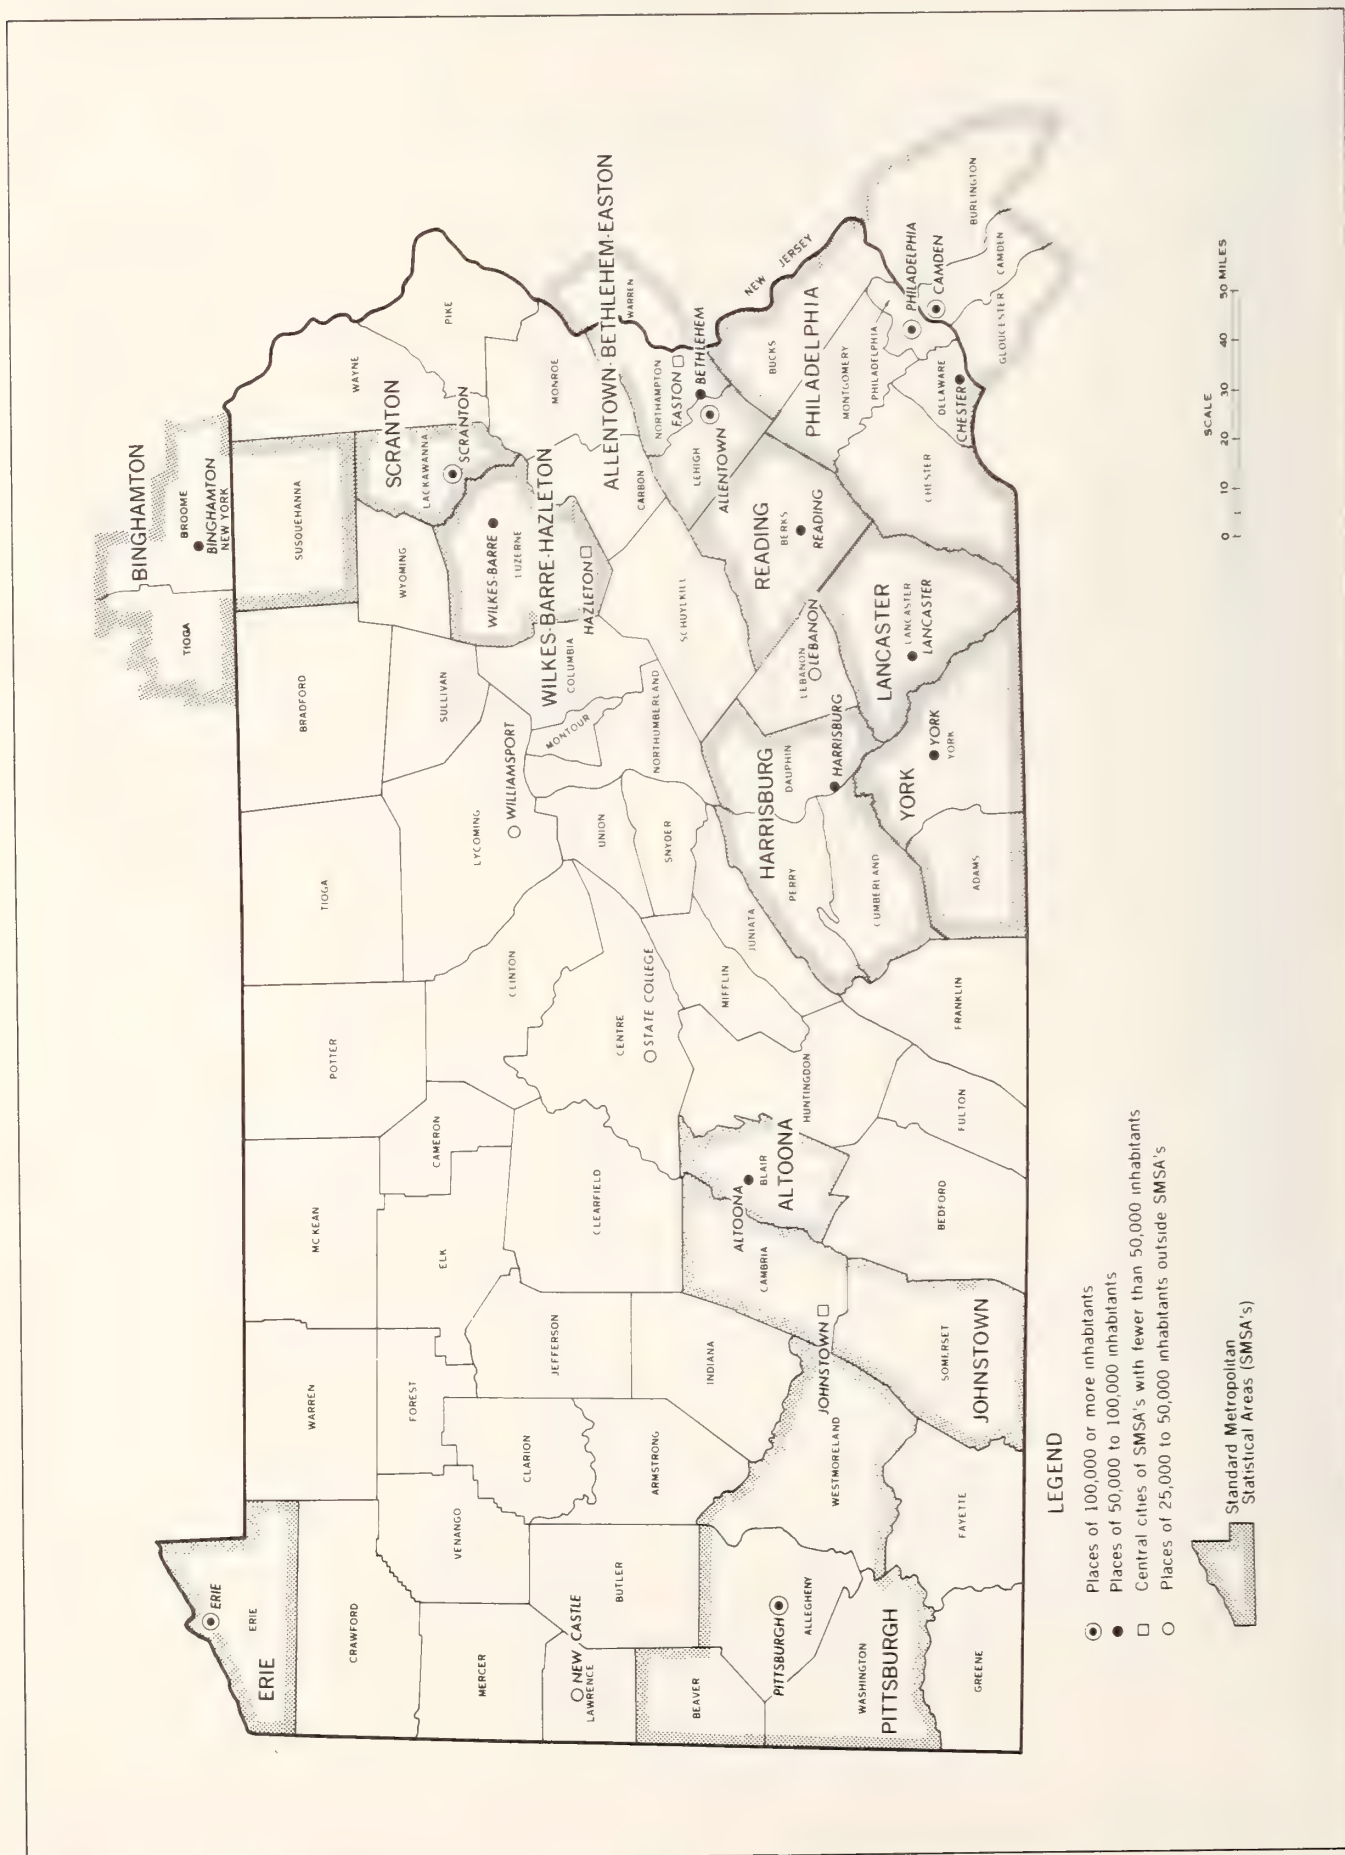 BINGHAMTON
TIOGA
BROOME
BINGHAMTON
NEW YORK
ERIE
ERIE
ERIE
CRAWFORD
WARREN
MC KEAN
POTTER
TIOGA
BRADFORD
SUSQUEHANNA
WAYNE
PIKE
WYOMING
SCRANTON
LACKAWANNA
SCRANTON
MERCER
VENANGO
FOREST
ELK
CAMERON
CLINTON
LYCOMING
WILLIAMSPORT
SULLIVAN
WILKES-BARRE
LUZERNE
WILKES-BARRE-HAZLETON
HAZLETON
COLUMBIA
MONTOUR
MONROE
NEW CASTLE
LAWRENCE
BUTLER
CLARION
JEFFERSON
CLEARFIELD
CENTRE
STATE COLLEGE
UNION
SNYDER
NORTHUMBERLAND
SCHUYLKILL
CARBON
ALLENTOWN-BETHLEHEM-EASTON
WARREN
NORTHAMPTON
EASTON
BETHLEHEM
LEHIGH
ALLENTOWN
BEAVER
ARMSTRONG
INDIANA
PITTSBURGH
ALLEGHENY
WASHINGTON
PITTSBURGH
WESTMORELAND
JOHNSTOWN
CAMBRIA
ALTOONA
BLAIR
ALTOONA
HUNTINGDON
MIFFLIN
JUNIATA
PERRY
HARRISBURG
DAUPHIN
HARRISBURG
CUMBERLAND
LEBANON
LEBANON
READING
BERKS
READING
NEW JERSEY
BUCKS
MONTGOMERY
PHILADELPHIA
PHILADELPHIA
PHILADELPHIA
CAMDEN
BURLINGTON
CAMDEN
GLOUCESTER
DELAWARE
CHESTER
CHESTER
LANCASTER
LANCASTER
LANCASTER
YORK
YORK
YORK
ADAMS
FRANKLIN
FULTON
BEDFORD
SOMERSET
JOHNSTOWN
FAYETTE
GREENE
LEGEND
Places of 100,000 or more inhabitants
Places of 50,000 to 100,000 inhabitants
Central cities of SMSA's with fewer than 50,000 inhabitants
Places of 25,000 to 50,000 inhabitants outside SMSA's
Standard Metropolitan
Statistical Areas (SMSA's)
SCALE
0 10 20 30 40 50 MILES